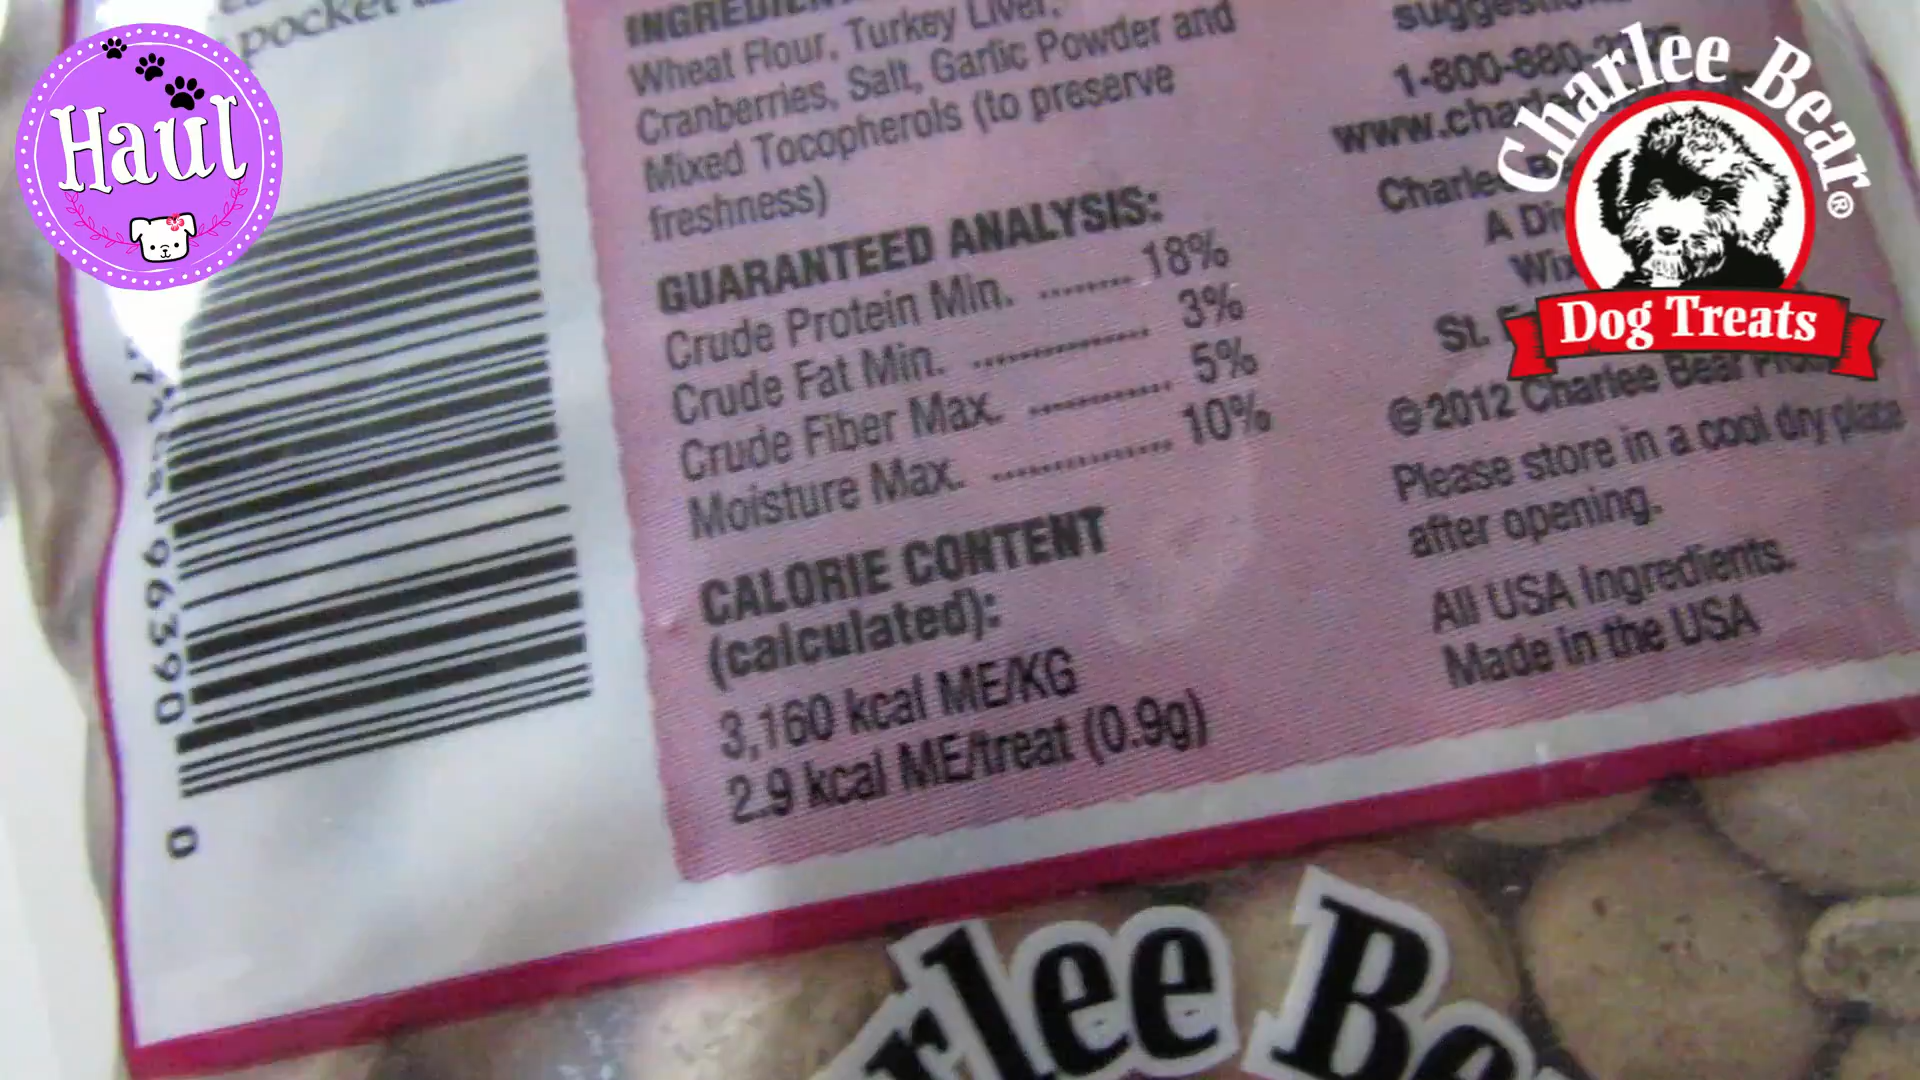 pocket
Haul
INGREDIEN
Wheat Flour, Turkey Liver,
Cranberries, Salt, Garlic Powder and
Mixed Tocopherols (to preserve
freshness)
GUARANTEED ANALYSIS:
Crude Protein Min. ........ 18%
Crude Fat Min. ................ 3%
Crude Fiber Max. ............. 5%
Moisture Max. ................ 10%
CALORIE CONTENT
(calculated):
3,160 kcal ME/KG
2.9 kcal ME/treat (0.9g)
1-800-880-
www.cha
Charlee
A Di
Wix
St.
©2012 Charlee Bear
Please store in a cool dry place
after opening.
All USA Ingredients.
Made in the USA
Charlee Bear®
Dog Treats
96390
0
rlee Be